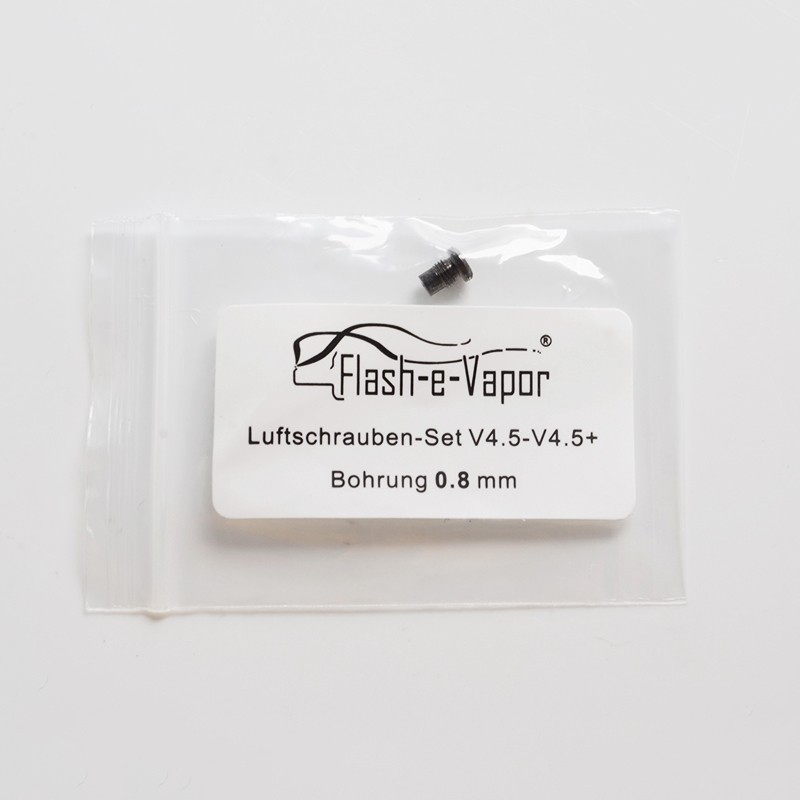 Flash-e-Vapor®
Luftschrauben-Set V4.5-V4.5+
Bohrung 0.8 mm